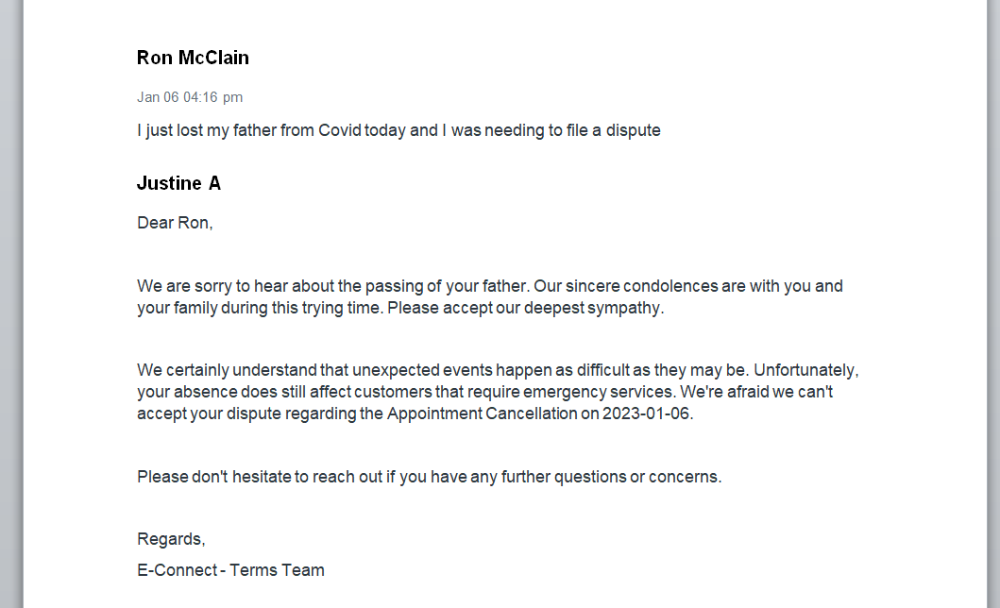 Ron McClain
Jan 06 04:16 pm
I just lost my father from Covid today and I was needing to file a dispute
Justine A
Dear Ron,
We are sorry to hear about the passing of your father. Our sincere condolences are with you and
your family during this trying time. Please accept our deepest sympathy.
We certainly understand that unexpected events happen as difficult as they may be. Unfortunately,
your absence does still affect customers that require emergency services. We're afraid we can't
accept your dispute regarding the Appointment Cancellation on 2023-01-06.
Please don't hesitate to reach out if you have any further questions or concerns.
Regards,
E-Connect - Terms Team